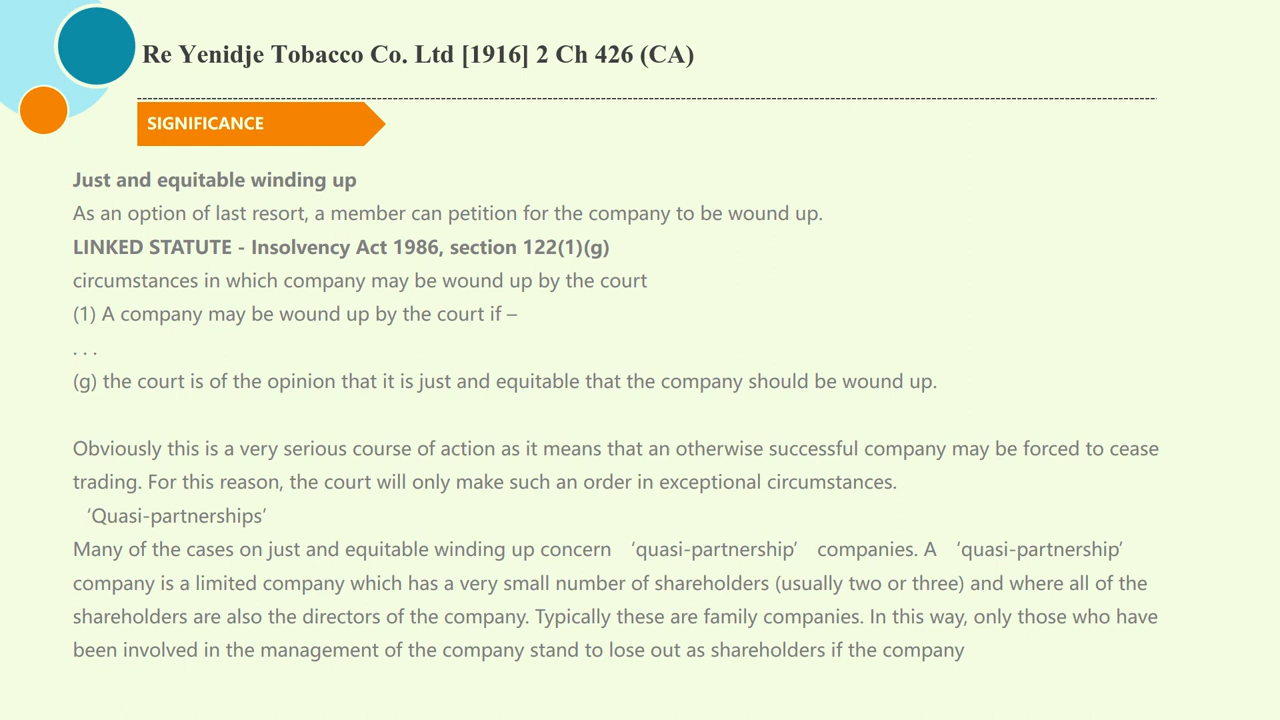 Re Yenidje Tobacco Co. Ltd [1916] 2 Ch 426 (CA)
SIGNIFICANCE
Just and equitable winding up
As an option of last resort, a member can petition for the company to be wound up.
LINKED STATUTE - Insolvency Act 1986, section 122(1)(g)
circumstances in which company may be wound up by the court
(1) A company may be wound up by the court if –
. . .
(g) the court is of the opinion that it is just and equitable that the company should be wound up.
Obviously this is a very serious course of action as it means that an otherwise successful company may be forced to cease
trading. For this reason, the court will only make such an order in exceptional circumstances.
‘Quasi-partnerships’
Many of the cases on just and equitable winding up concern ‘quasi-partnership’ companies. A ‘quasi-partnership’
company is a limited company which has a very small number of shareholders (usually two or three) and where all of the
shareholders are also the directors of the company. Typically these are family companies. In this way, only those who have
been involved in the management of the company stand to lose out as shareholders if the company